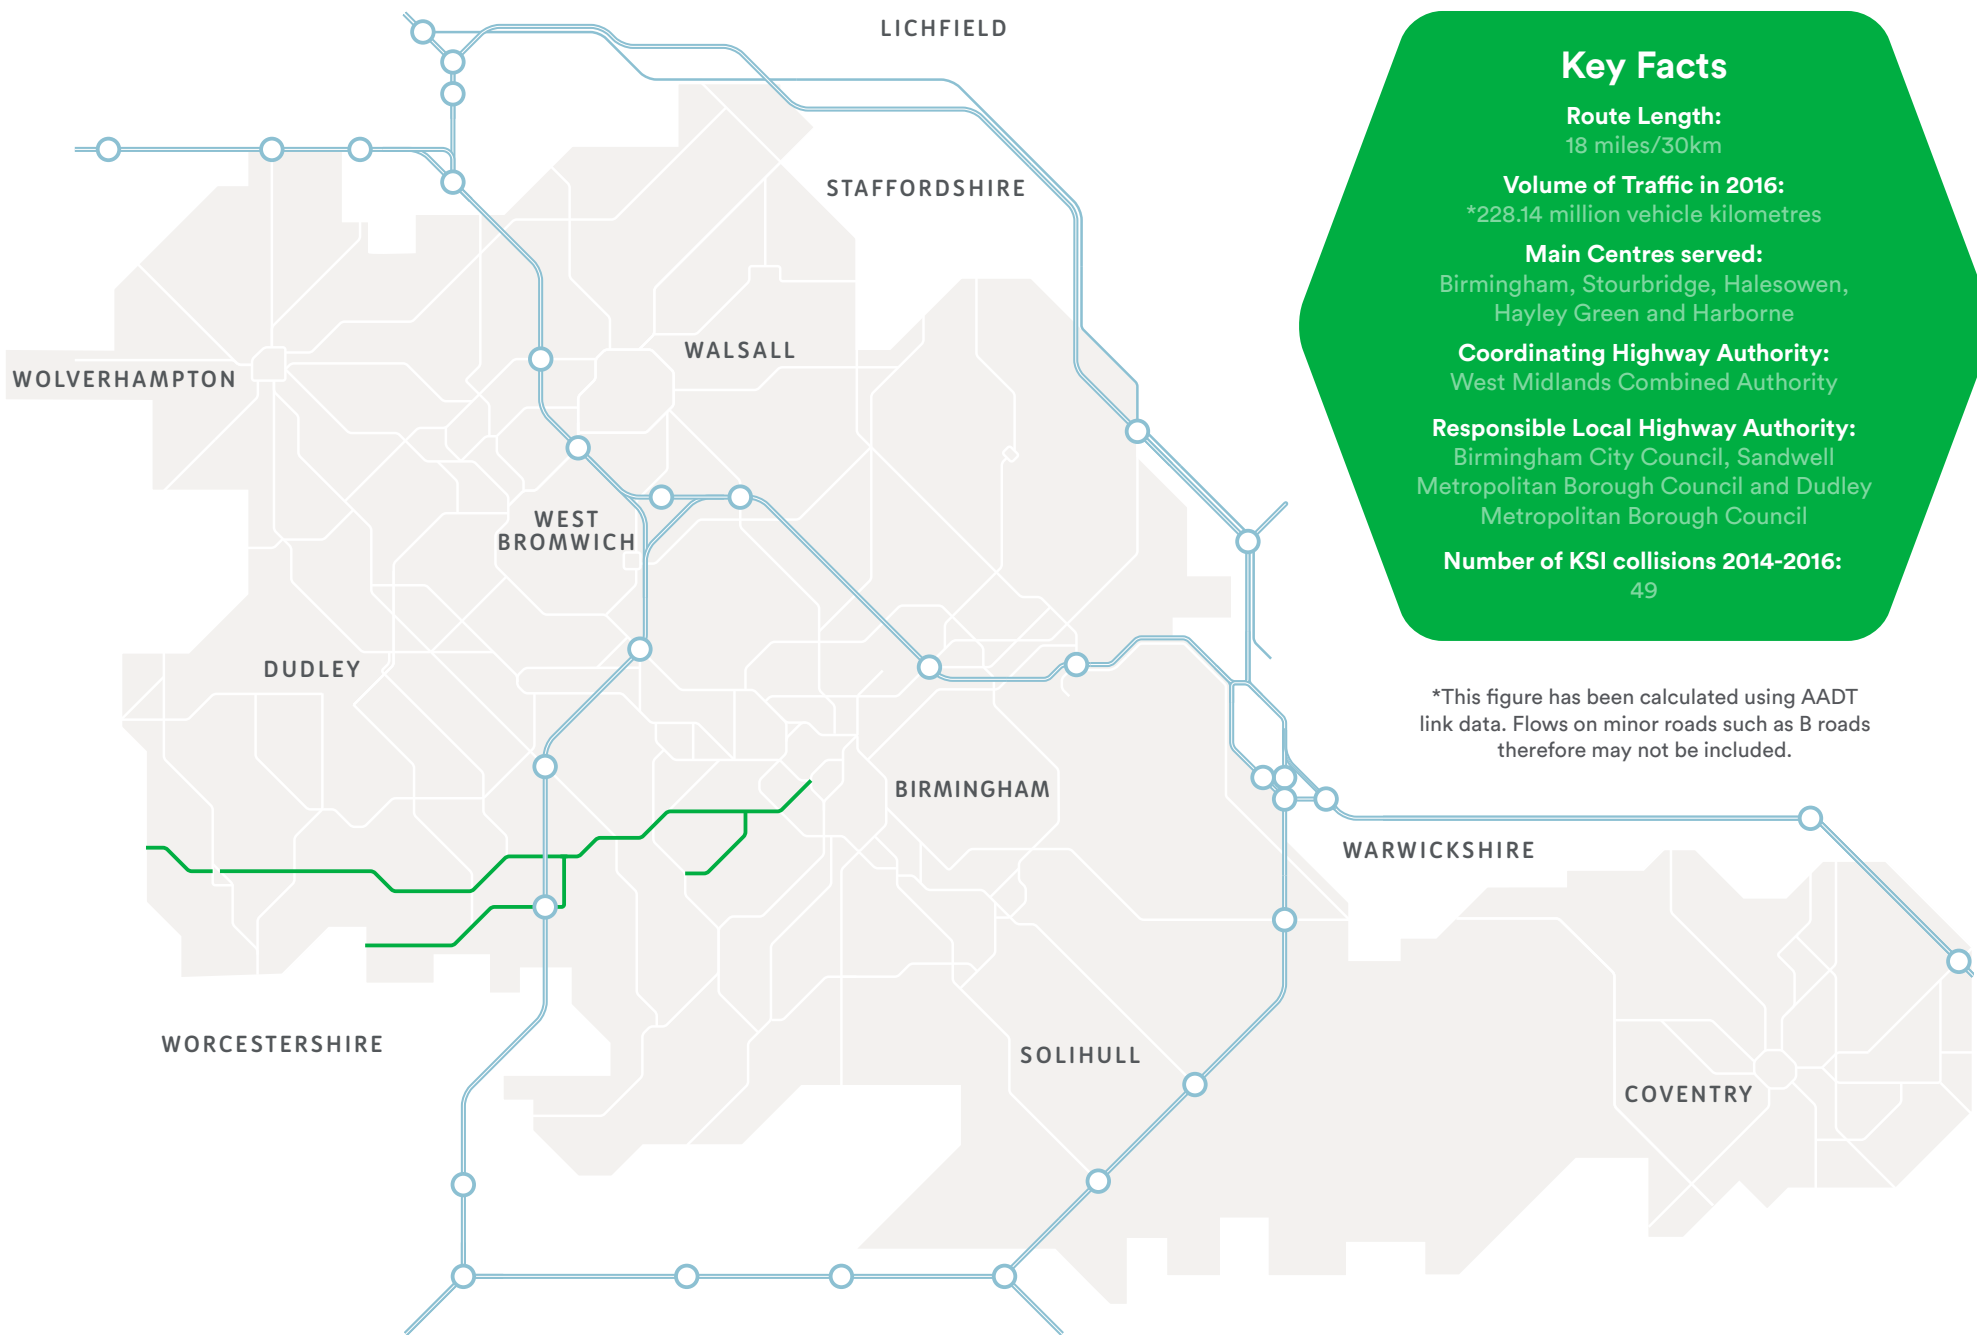 LICHFIELD
STAFFORDSHIRE
WALSALL
WOLVERHAMPTON
WEST
BROMWICH
DUDLEY
BIRMINGHAM
WARWICKSHIRE
WORCESTERSHIRE
SOLIHULL
COVENTRY
Key Facts
Route Length:
18 miles/30km
Volume of Traffic in 2016:
*228.14 million vehicle kilometres
Main Centres served:
Birmingham, Stourbridge, Halesowen,
Hayley Green and Harborne
Coordinating Highway Authority:
West Midlands Combined Authority
Responsible Local Highway Authority:
Birmingham City Council, Sandwell
Metropolitan Borough Council and Dudley
Metropolitan Borough Council
Number of KSI collisions 2014-2016:
49
*This figure has been calculated using AADT
link data. Flows on minor roads such as B roads
therefore may not be included.